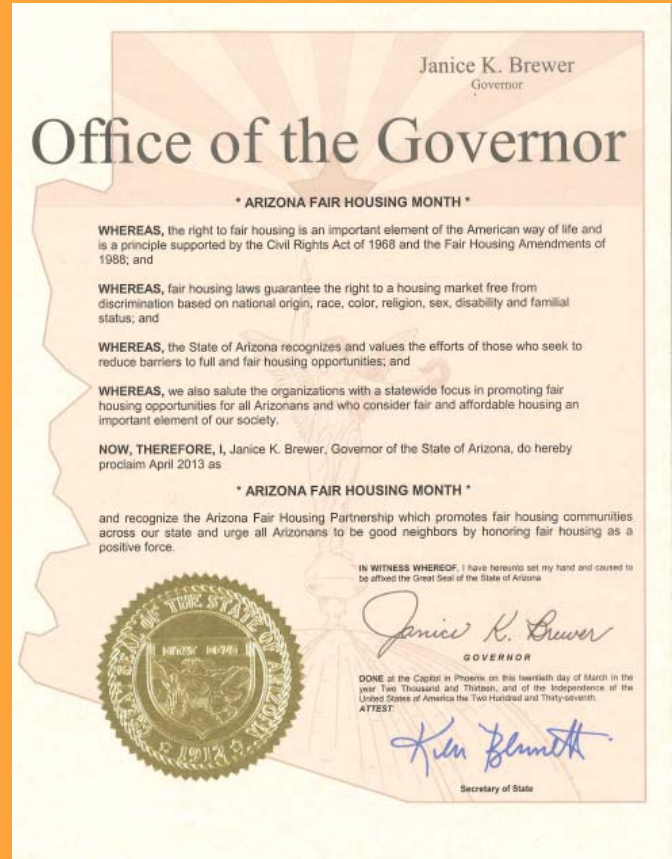 Janice K. Brewer
Governor
Office of the Governor
* ARIZONA FAIR HOUSING MONTH *
WHEREAS, the right to fair housing is an important element of the American way of life and
is a principle supported by the Civil Rights Act of 1968 and the Fair Housing Amendments of
1988; and
WHEREAS, fair housing laws guarantee the right to a housing market free from
discrimination based on national origin, race, color, religion, sex, disability and familial
status; and
WHEREAS, the State of Arizona recognizes and values the efforts of those who seek to
reduce barriers to full and fair housing opportunities; and
WHEREAS, we also salute the organizations with a statewide focus in promoting fair
housing opportunities for all Arizonans and who consider fair and affordable housing an
important element of our society.
NOW, THEREFORE, I, Janice K. Brewer, Governor of the State of Arizona, do hereby
proclaim April 2013 as
* ARIZONA FAIR HOUSING MONTH *
and recognize the Arizona Fair Housing Partnership which promotes fair housing communities
across our state and urge all Arizonans to be good neighbors by honoring fair housing as a
positive force.
IN WITNESS WHEREOF, I have hereunto set my hand and caused to
be affixed the Great Seal of the State of Arizona
Janice K. Brewer
GOVERNOR
DONE at the Capitol in Phoenix on this twentieth day of March in the
year Two Thousand and Thirteen, and of the Independence of the
United States of America the Two Hundred and Thirty-seventh.
ATTEST:
Ken Bennett
Secretary of State
GREAT SEAL OF THE STATE OF ARIZONA
DITAT DEUS
1912